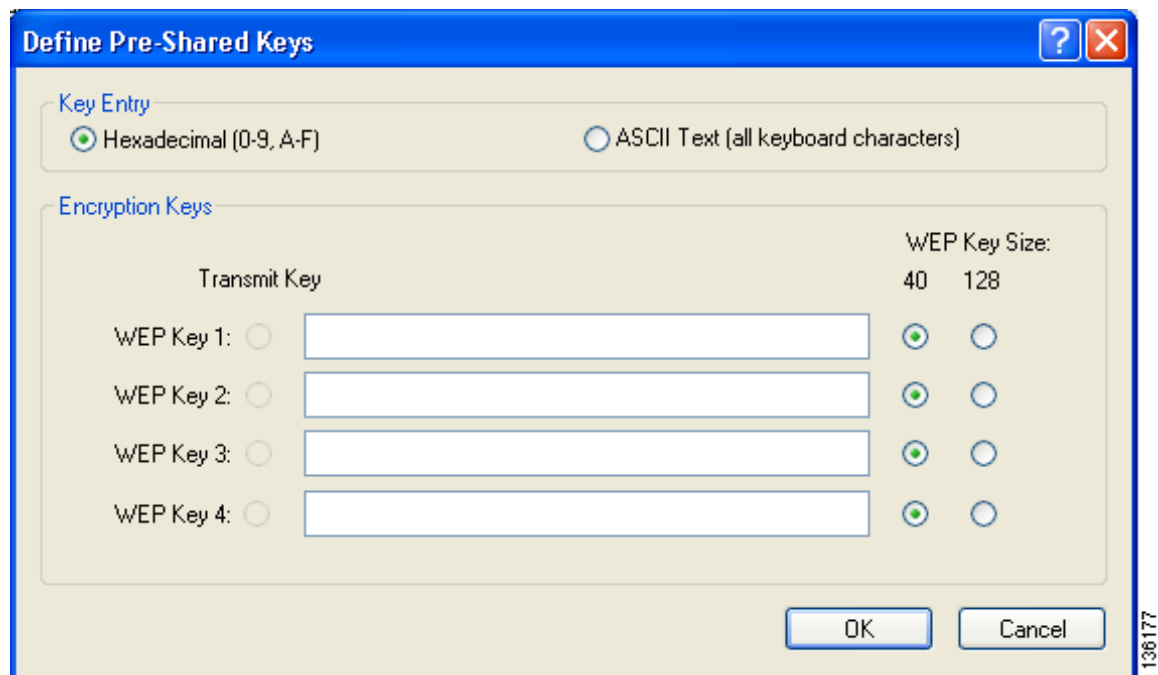 Define Pre-Shared Keys
?
Key Entry
Hexadecimal (0-9, A-F)
ASCII Text (all keyboard characters)
Encryption Keys
WEP Key Size:
Transmit Key
40
128
WEP Key 1:
WEP Key 2:
WEP Key 3:
WEP Key 4:
OK
Cancel
136177